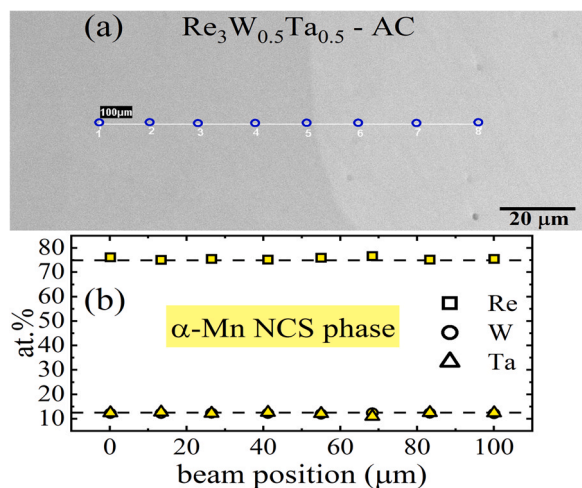 (a) Re₃W₀.₅Ta₀.₅ - AC
100µm
1 2 3 4 5 6 7 8
20 µm
80
70
60
50
40
30
20
10
at.%
(b)
α-Mn NCS phase
Re
W
Ta
0 20 40 60 80 100
beam position (µm)